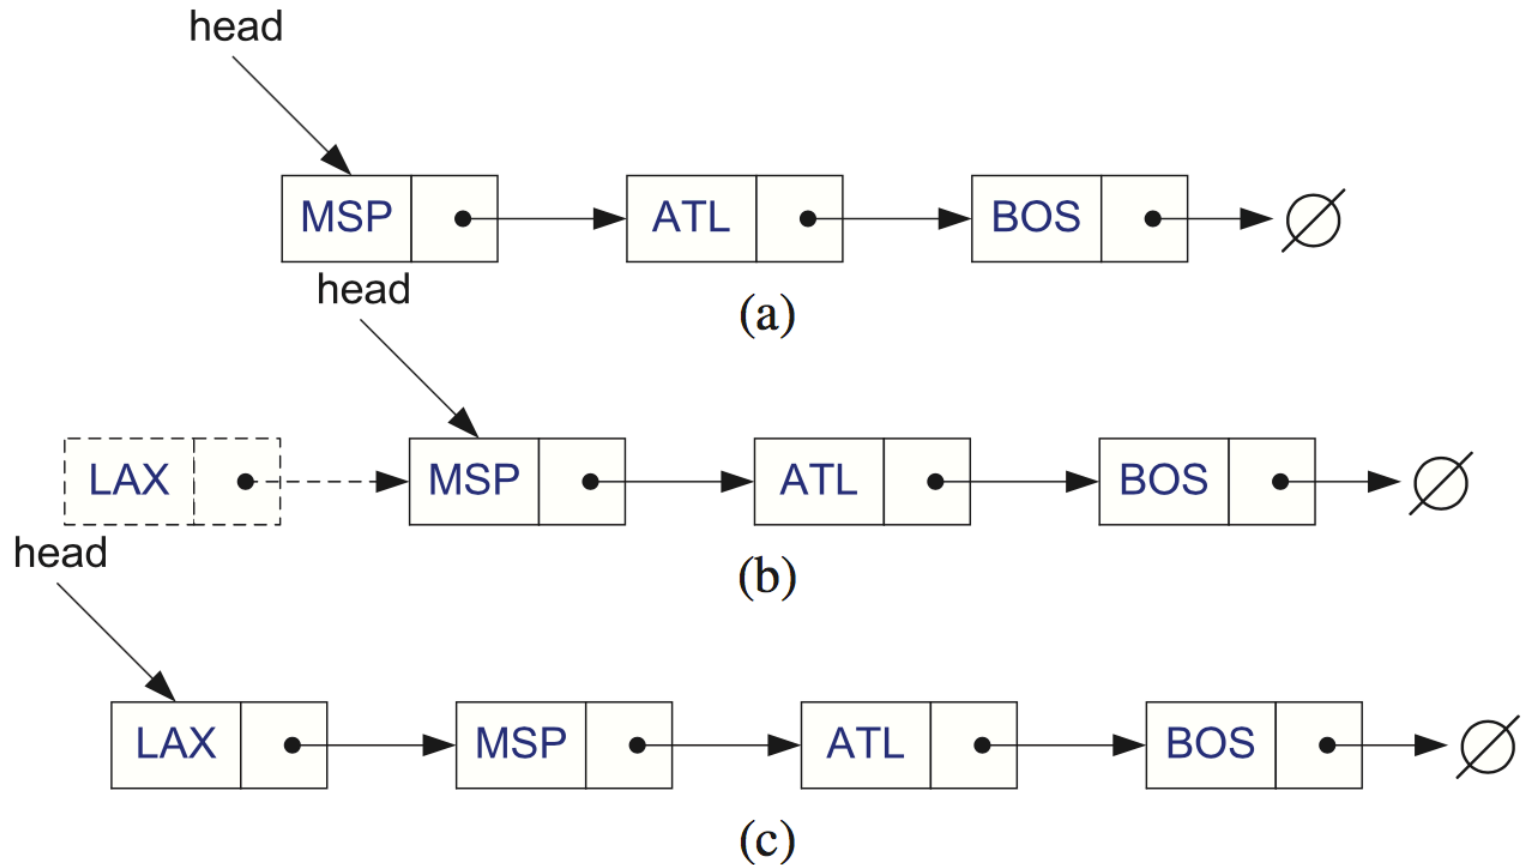 head
MSP ATL BOS
(a)
head
LAX MSP ATL BOS
(b)
head
LAX MSP ATL BOS
(c)